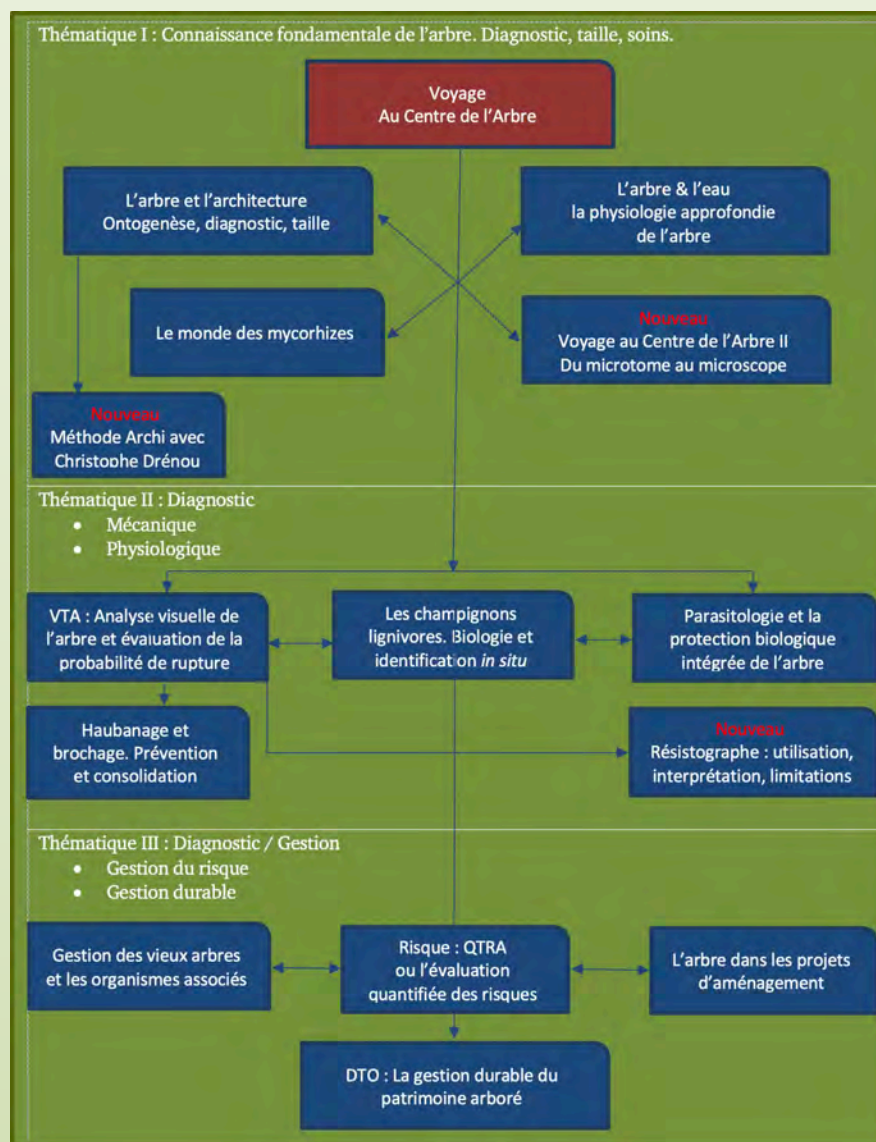 Thématique I : Connaissance fondamentale de l'arbre. Diagnostic, taille, soins.
Voyage
Au Centre de l'Arbre
L'arbre et l'architecture
Ontogenèse, diagnostic, taille
L'arbre & l'eau
la physiologie approfondie
de l'arbre
Le monde des mycorhizes
Nouveau
Voyage au Centre de l'Arbre II
Du microtome au microscope
Nouveau
Méthode Archi avec
Christophe Drénou
Thématique II : Diagnostic
• Mécanique
• Physiologique
VTA : Analyse visuelle de
l'arbre et évaluation de la
probabilité de rupture
Les champignons
lignivores. Biologie et
identification in situ
Parasitologie et la
protection biologique
intégrée de l'arbre
Haubanage et
brochage. Prévention
et consolidation
Nouveau
Résistographe : utilisation,
interprétation, limitations
Thématique III : Diagnostic / Gestion
• Gestion du risque
• Gestion durable
Gestion des vieux arbres
et les organismes associés
Risque : QTRA
ou l'évaluation
quantifiée des risques
L'arbre dans les projets
d'aménagement
DTO : La gestion durable du
patrimoine arboré